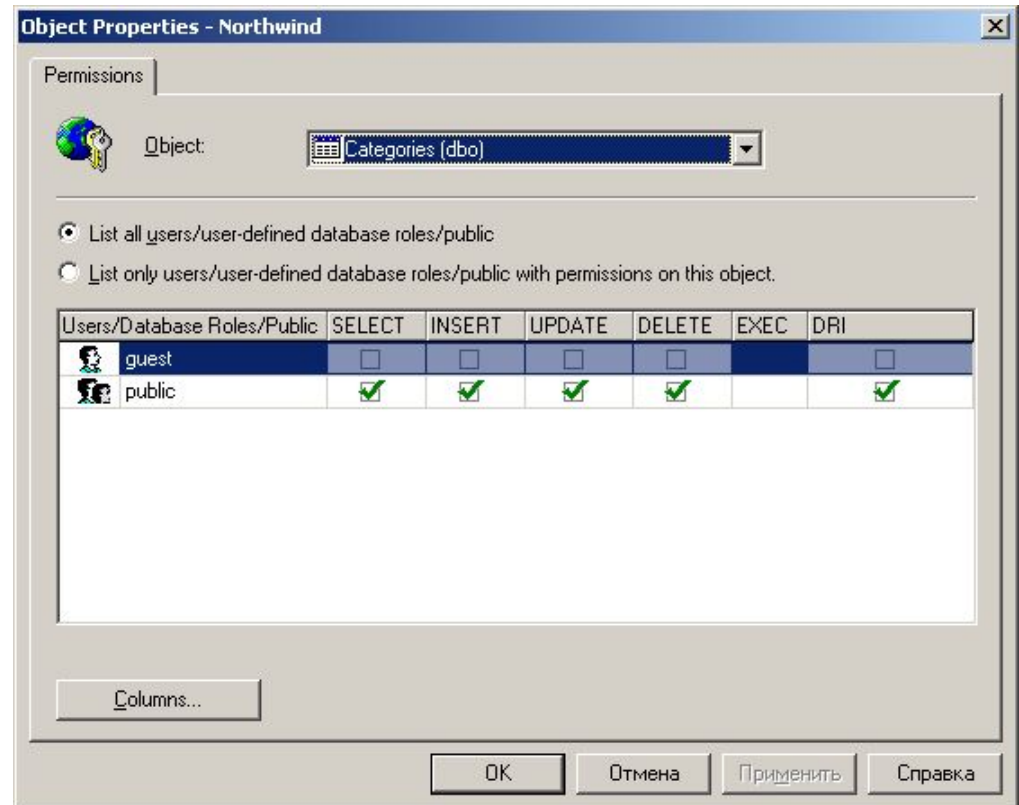 Object Properties - Northwind
Permissions
Object: Categories (dbo)
List all users/user-defined database roles/public
List only users/user-defined database roles/public with permissions on this object.
Users/Database Roles/Public SELECT INSERT UPDATE DELETE EXEC DRI
guest
public
Columns...
OK Отмена Применить Справка